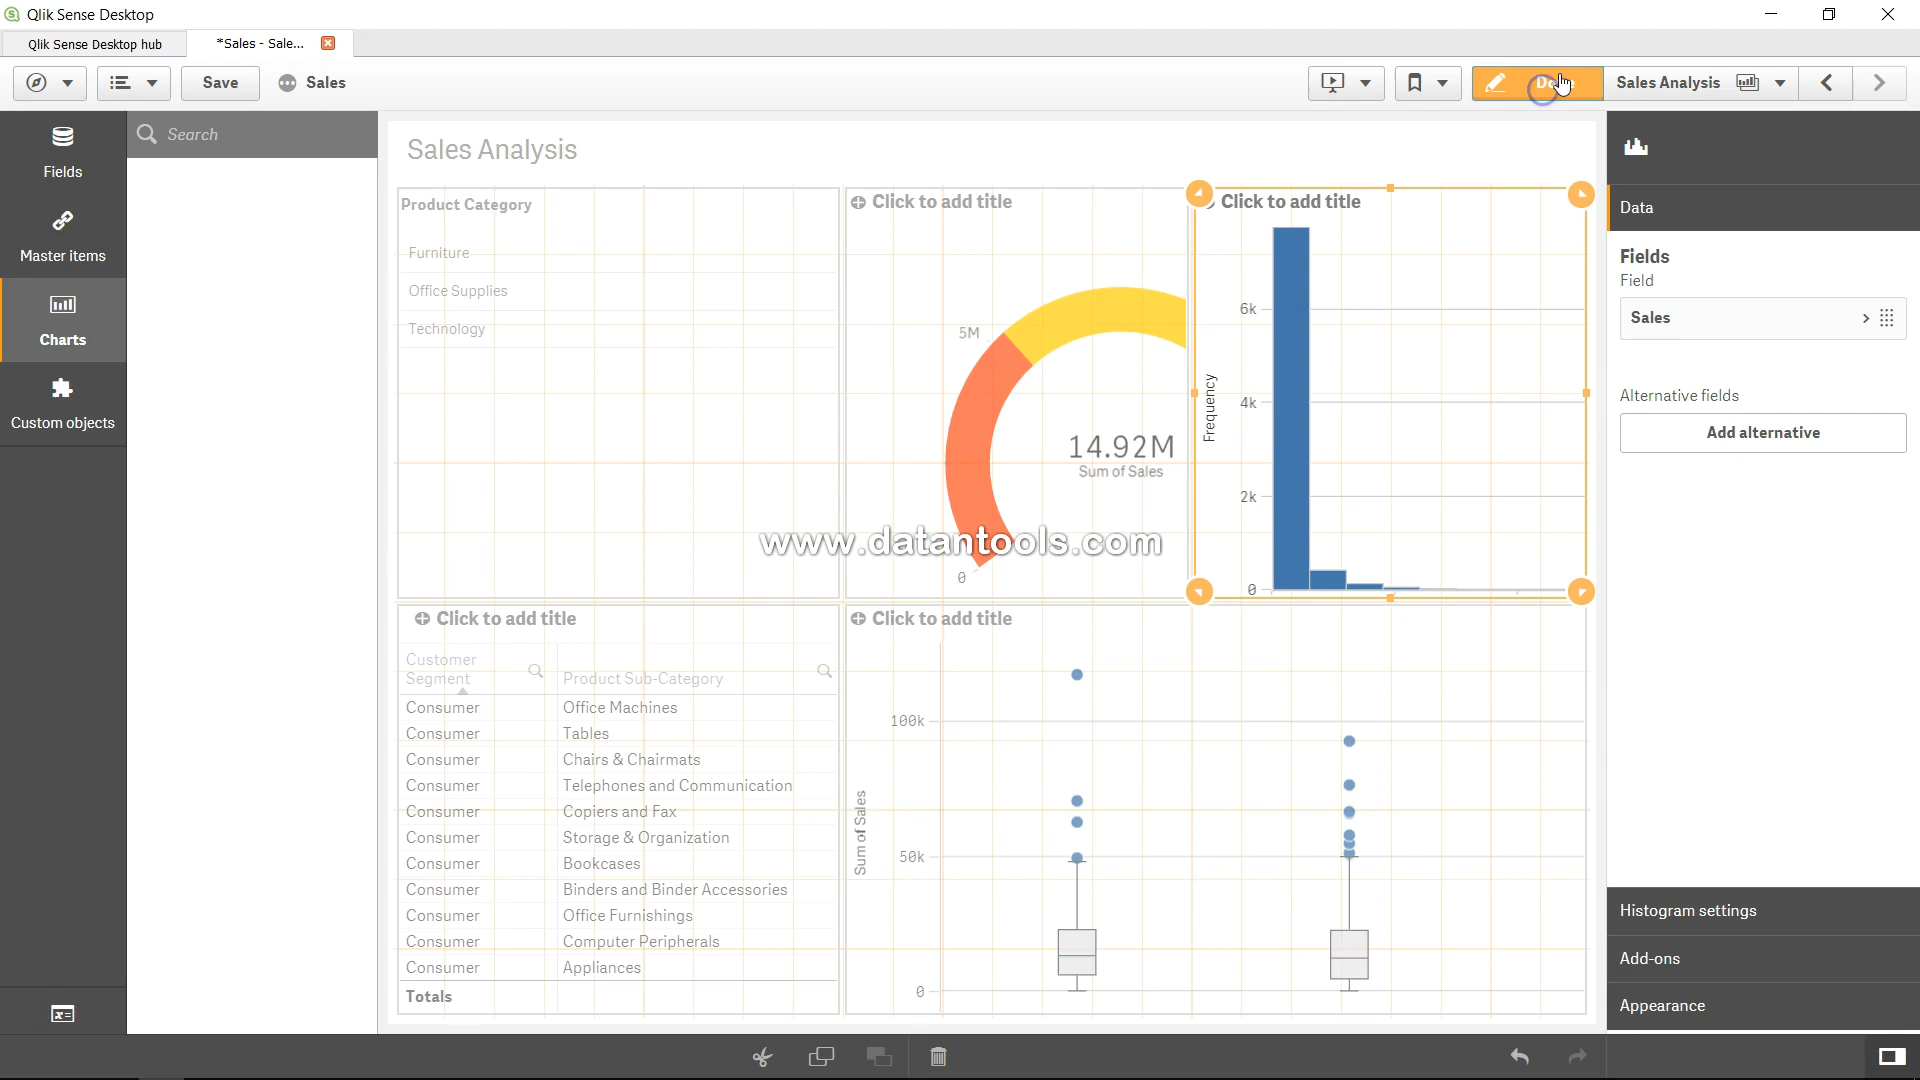 Qlik Sense Desktop
Qlik Sense Desktop hub
*Sales - Sale...
Save
Sales
Sales Analysis
Fields
Master items
Charts
Custom objects
Search
Sales Analysis
Product Category
Furniture
Office Supplies
Technology
Click to add title
5M
14.92M
Sum of Sales
0
Click to add title
Frequency
6k
4k
2k
0
www.datantools.com
Click to add title
Customer
Segment
Product Sub-Category
Consumer Office Machines
Consumer Tables
Consumer Chairs & Chairmats
Consumer Telephones and Communication
Consumer Copiers and Fax
Consumer Storage & Organization
Consumer Bookcases
Consumer Binders and Binder Accessories
Consumer Office Furnishings
Consumer Computer Peripherals
Consumer Appliances
Totals
Click to add title
Sum of Sales
100k
50k
0
Data
Fields
Field
Sales
Alternative fields
Add alternative
Histogram settings
Add-ons
Appearance